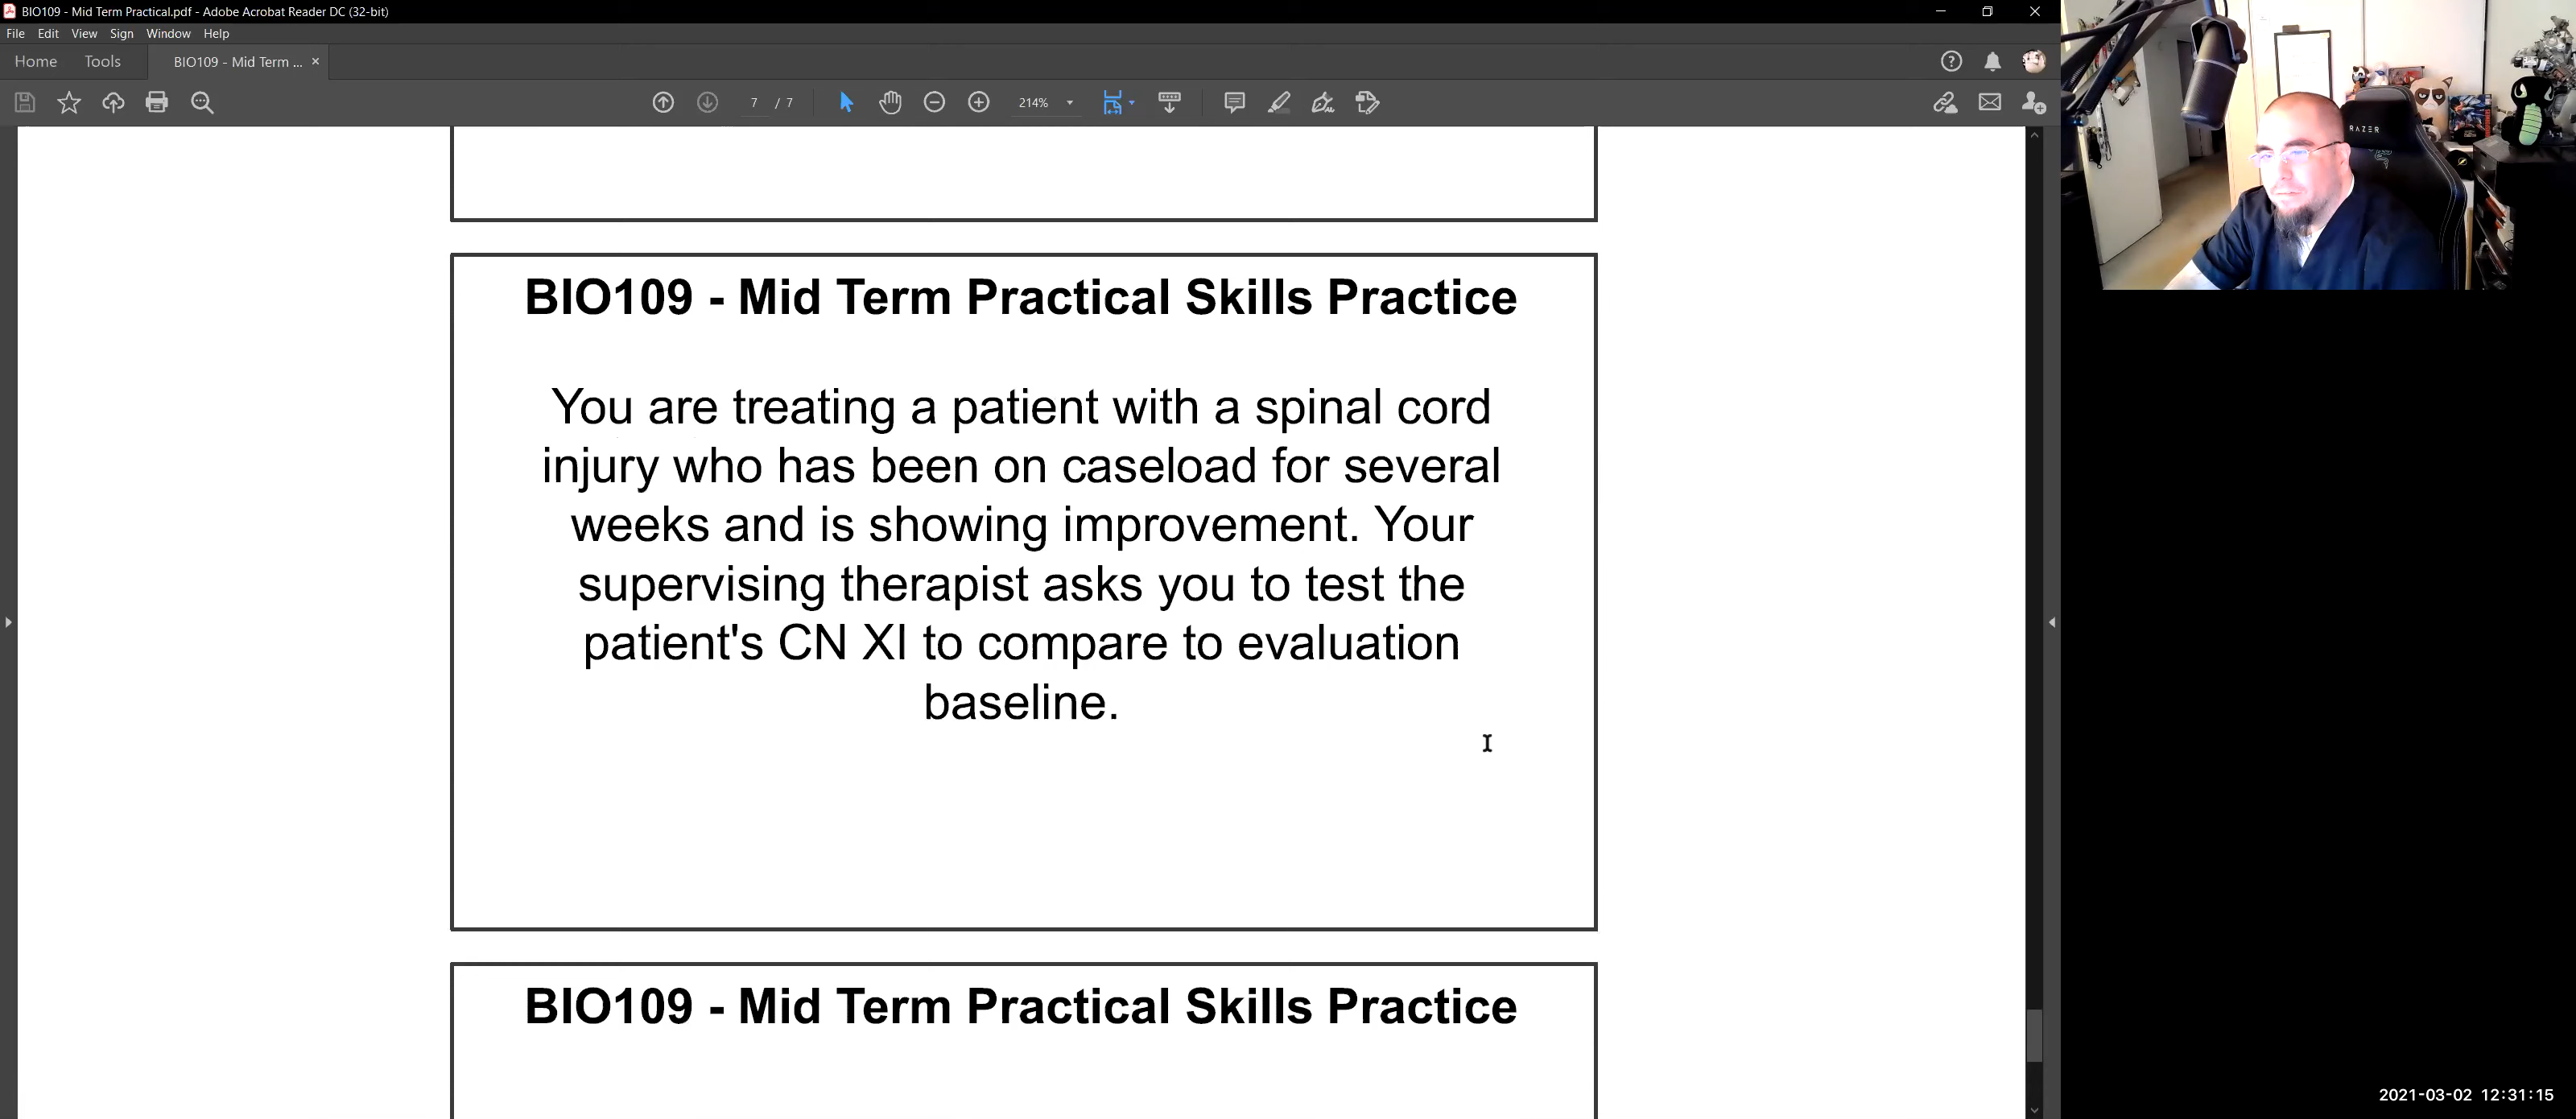 BIO109 - Mid Term Practical.pdf - Adobe Acrobat Reader DC (32-bit)
File Edit View Sign Window Help
Home Tools BIO109 - Mid Term ... ×
7 / 7 214%
RAZER
BIO109 - Mid Term Practical Skills Practice
You are treating a patient with a spinal cord
injury who has been on caseload for several
weeks and is showing improvement. Your
supervising therapist asks you to test the
patient's CN XI to compare to evaluation
baseline.
BIO109 - Mid Term Practical Skills Practice
2021-03-02 12:31:15